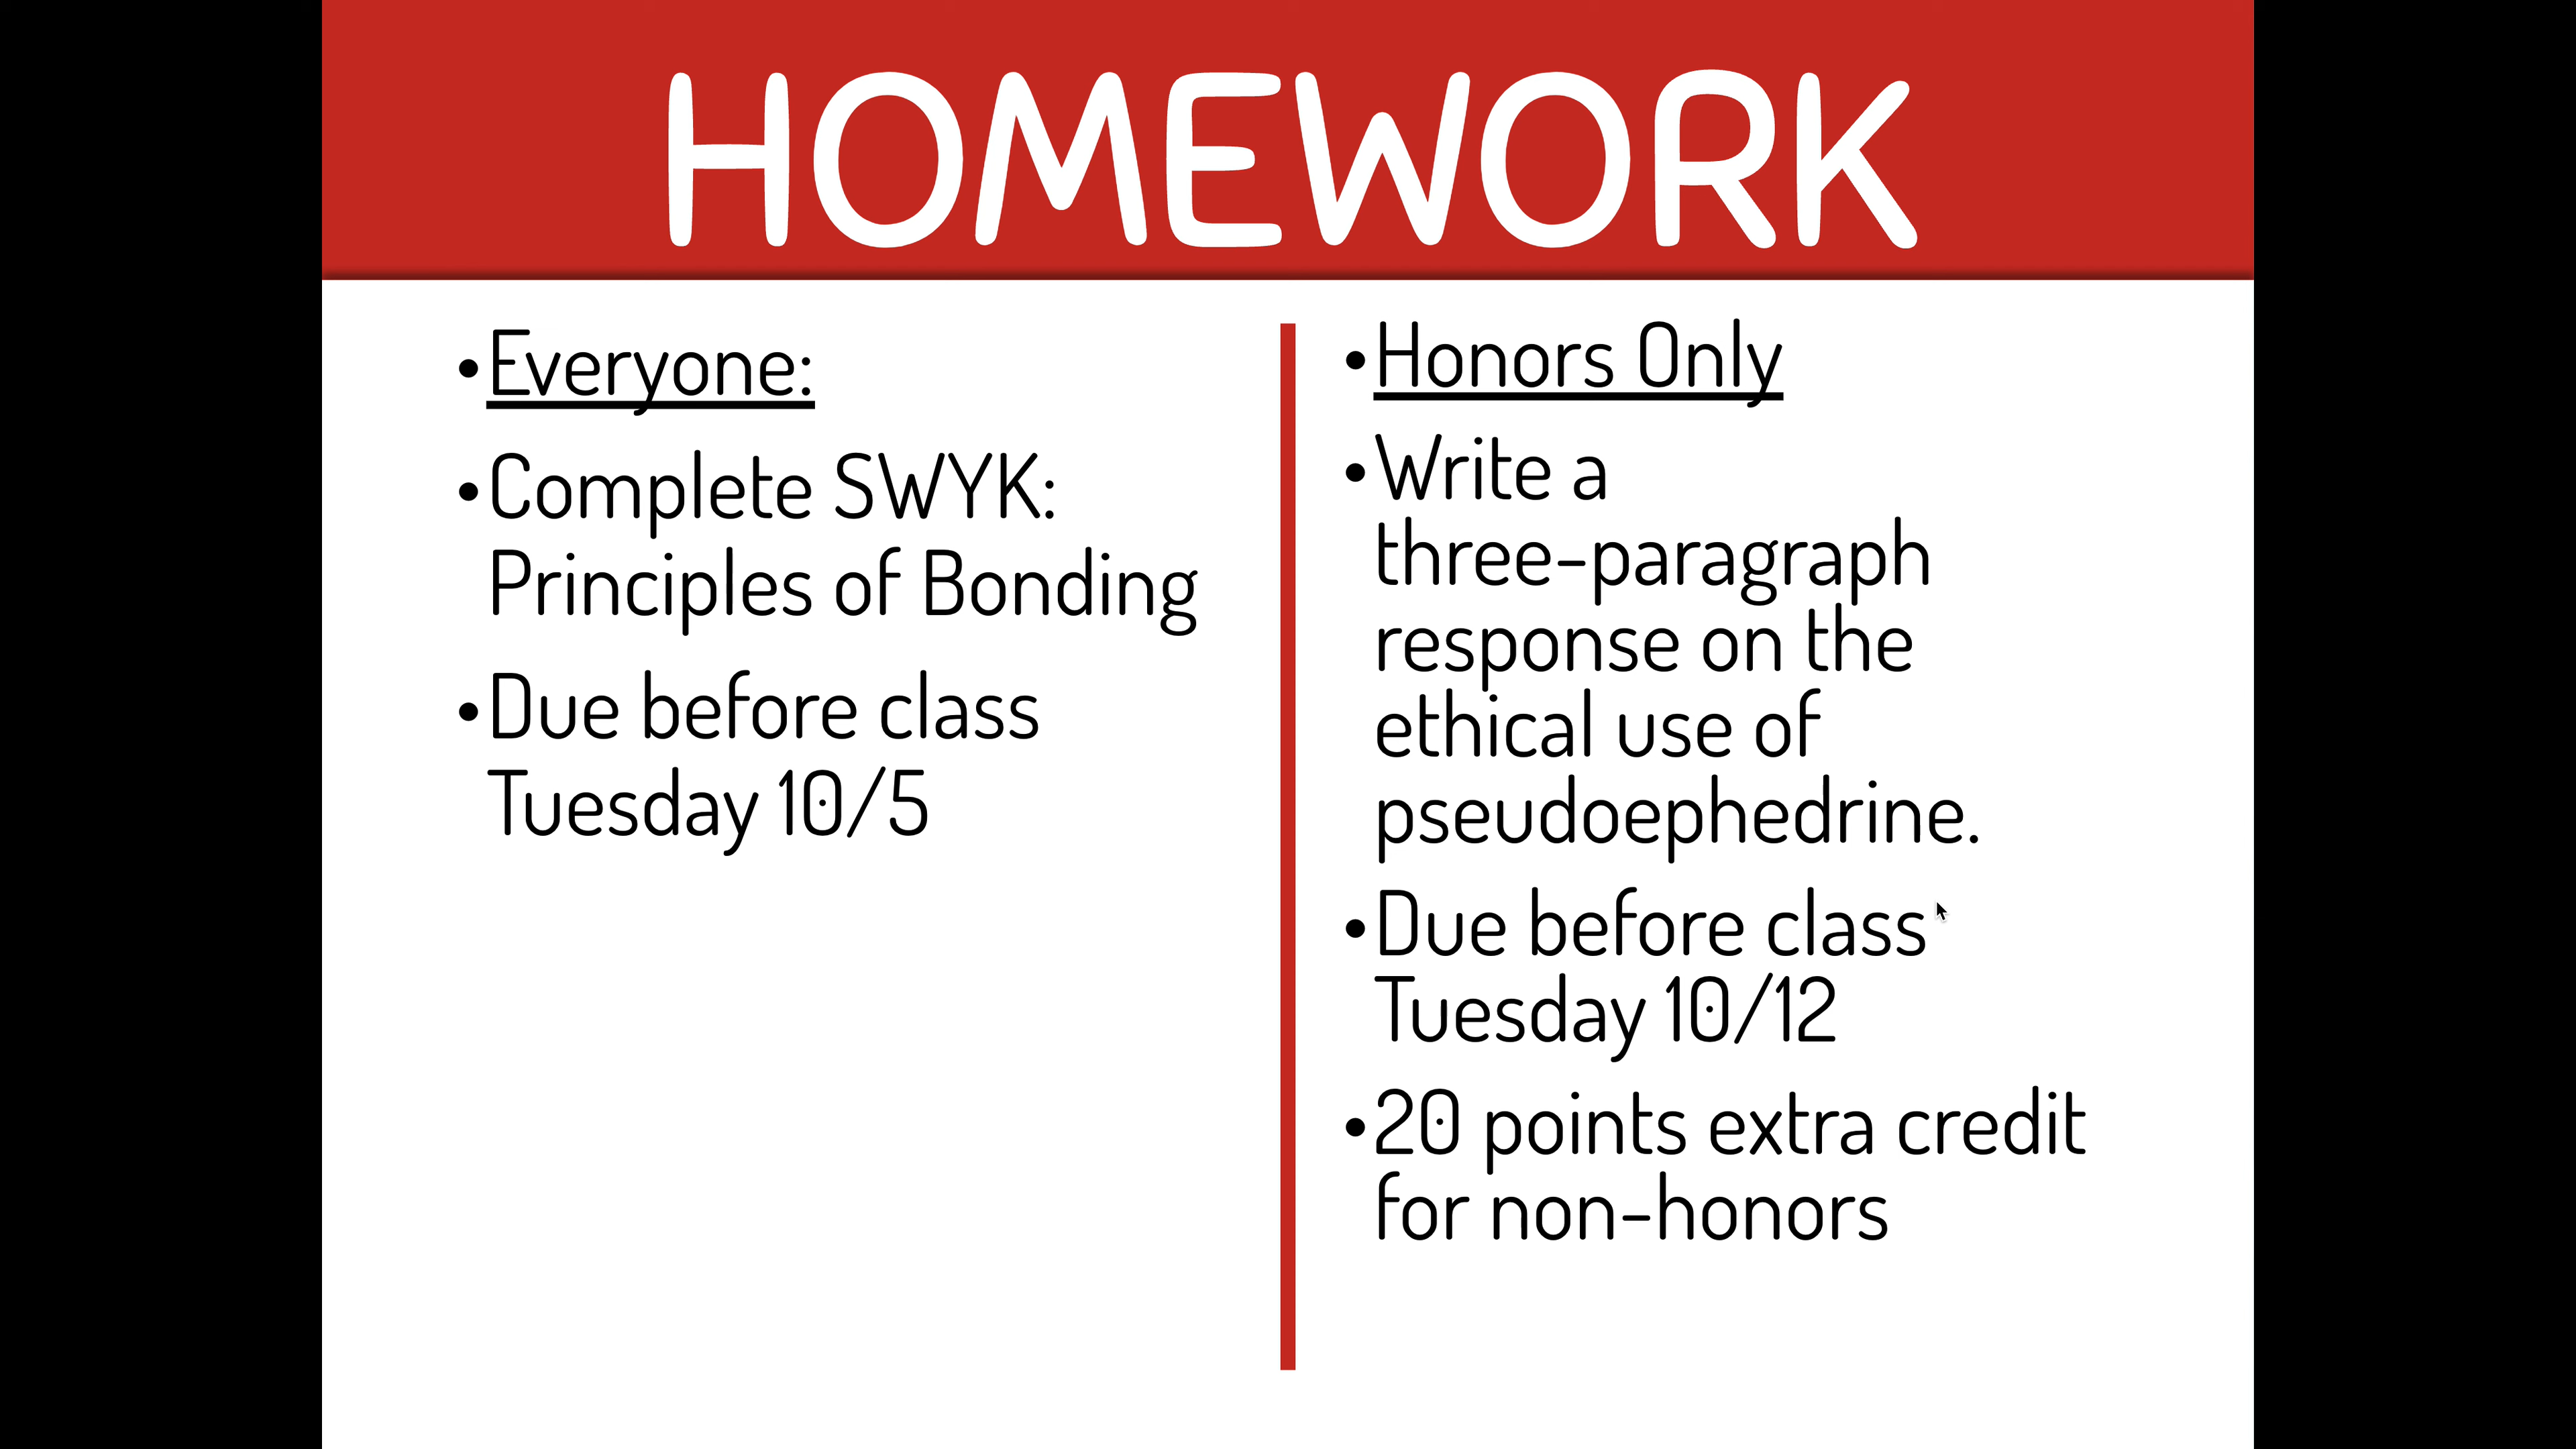 HOMEWORK
•Everyone:
•Complete SWYK:
Principles of Bonding
•Due before class
Tuesday 10/5
•Honors Only
•Write a
three-paragraph
response on the
ethical use of
pseudoephedrine.
•Due before class
Tuesday 10/12
•20 points extra credit
for non-honors